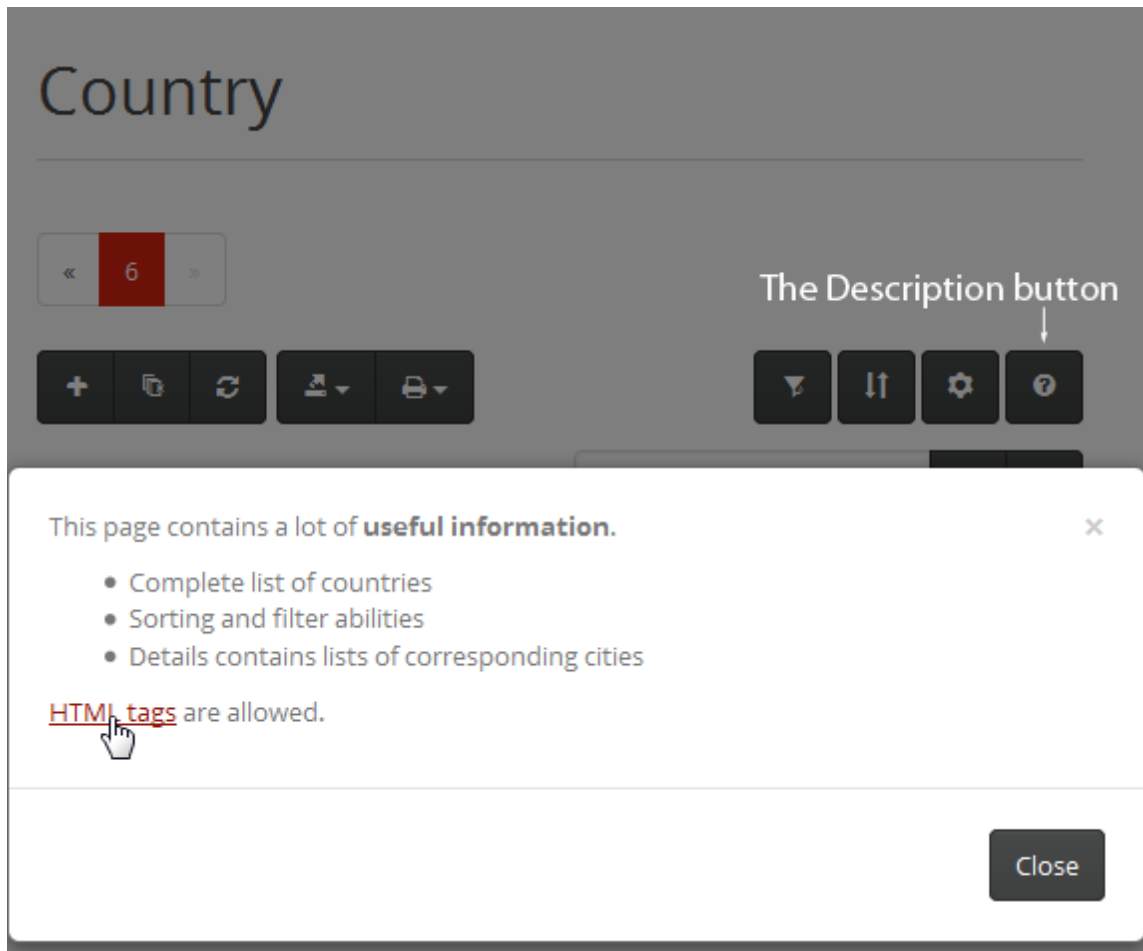 Country
« 6 »
The Description button
This page contains a lot of useful information.
×
• Complete list of countries
• Sorting and filter abilities
• Details contains lists of corresponding cities
HTML tags are allowed.
Close